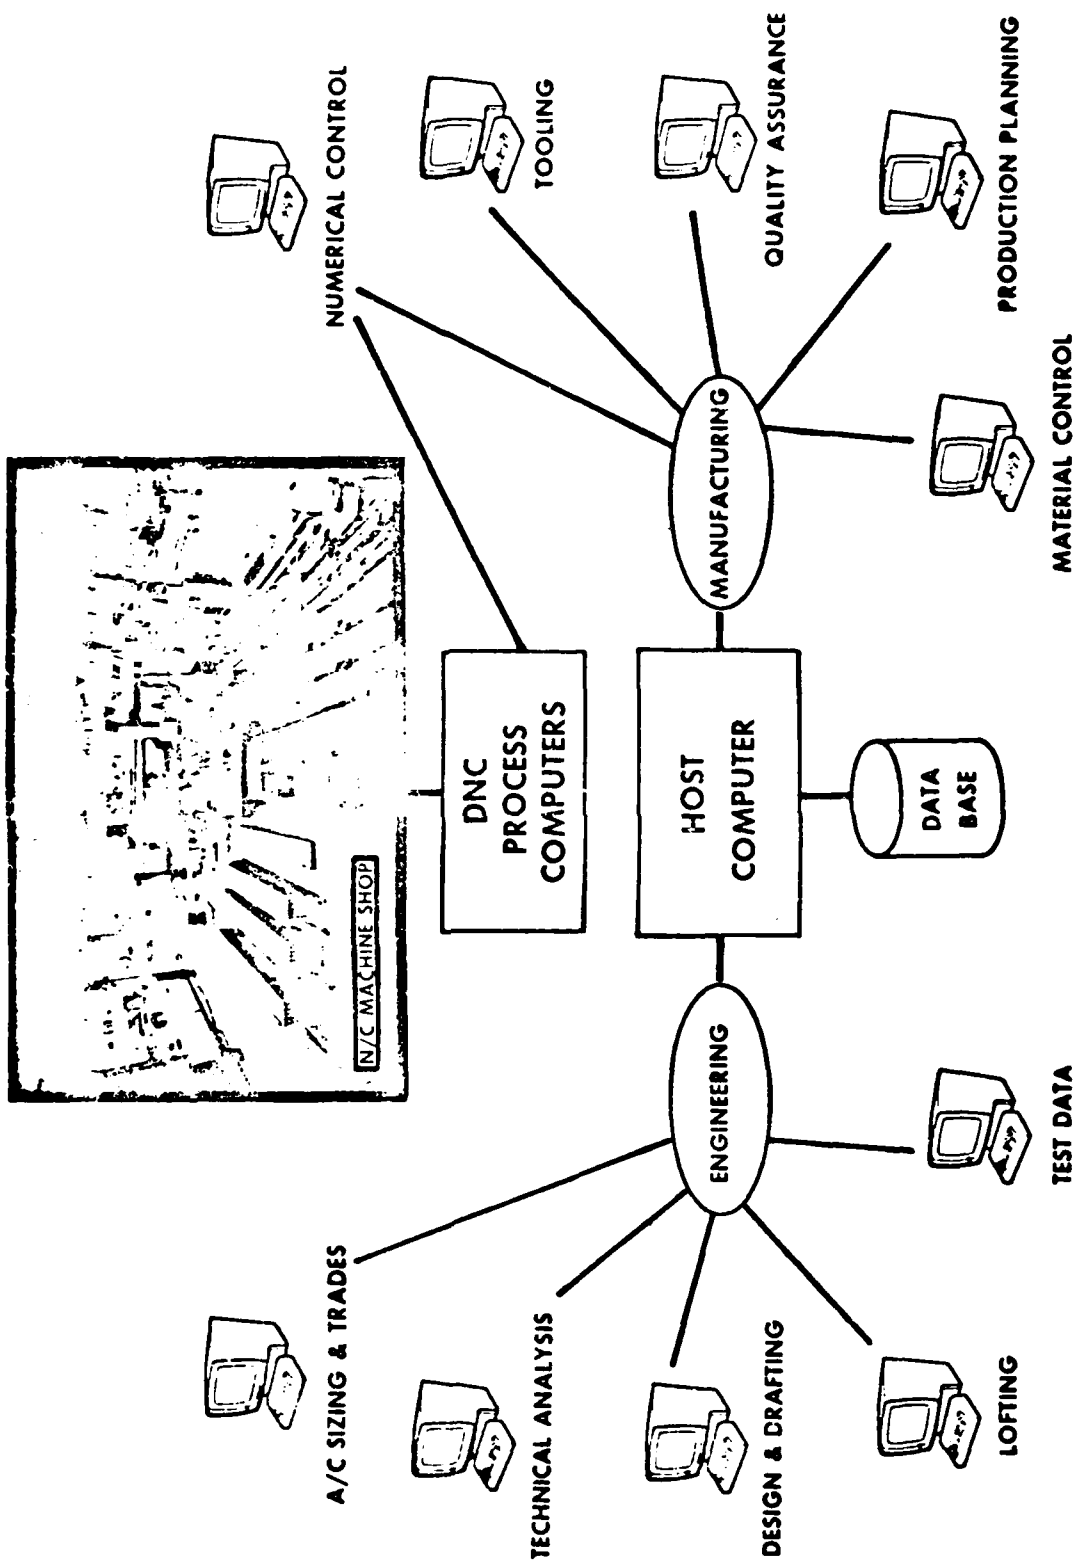 N/C MACHINE SHOP
A/C SIZING & TRADES
NUMERICAL CONTROL
DNC
PROCESS
COMPUTERS
TECHNICAL ANALYSIS
TOOLING
ENGINEERING
HOST
COMPUTER
MANUFACTURING
DESIGN & DRAFTING
QUALITY ASSURANCE
DATA
BASE
LOFTING
PRODUCTION PLANNING
TEST DATA
MATERIAL CONTROL